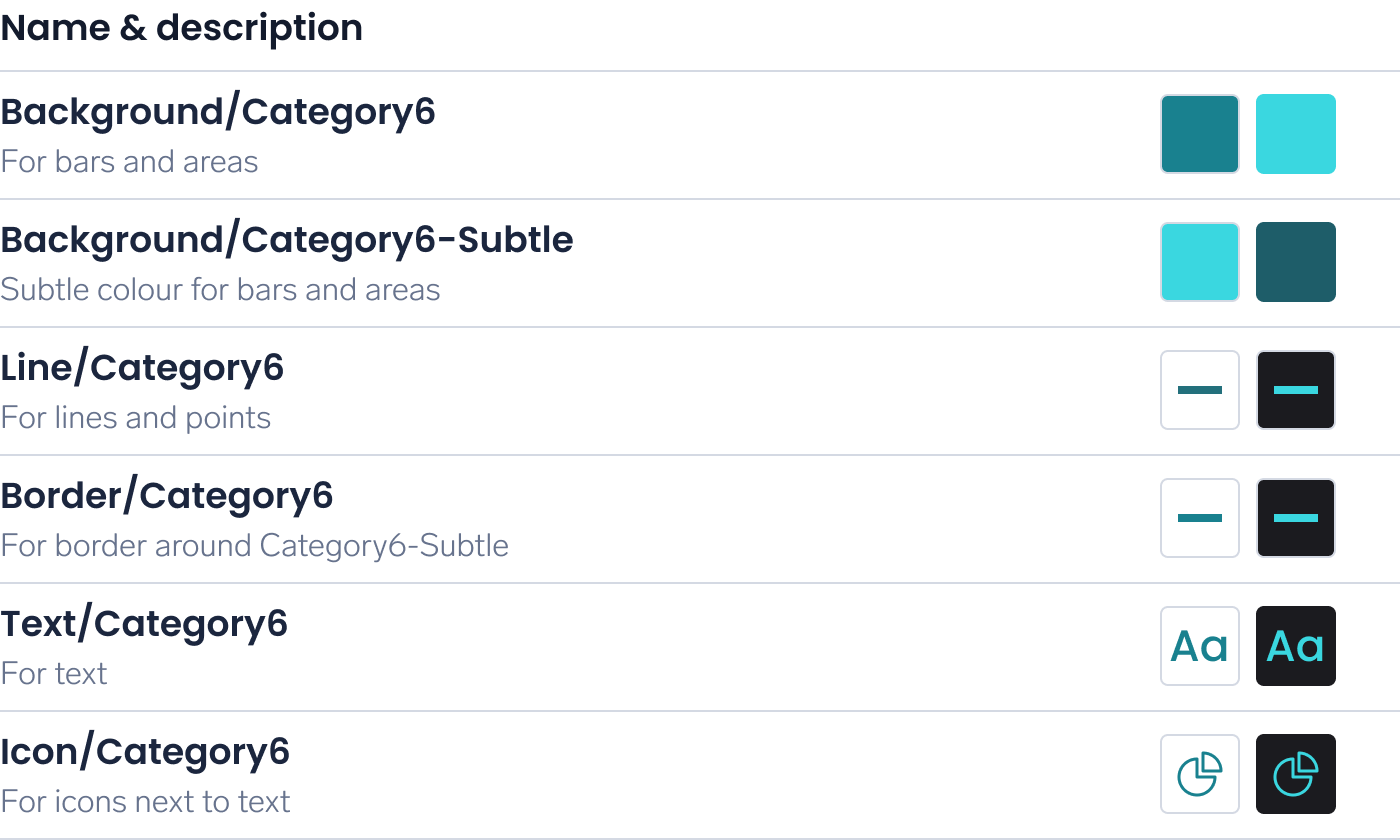 Name & description
Background/Category6
For bars and areas
Background/Category6-Subtle
Subtle colour for bars and areas
Line/Category6
For lines and points
Border/Category6
For border around Category6-Subtle
Text/Category6
For text
Aa Aa
Icon/Category6
For icons next to text